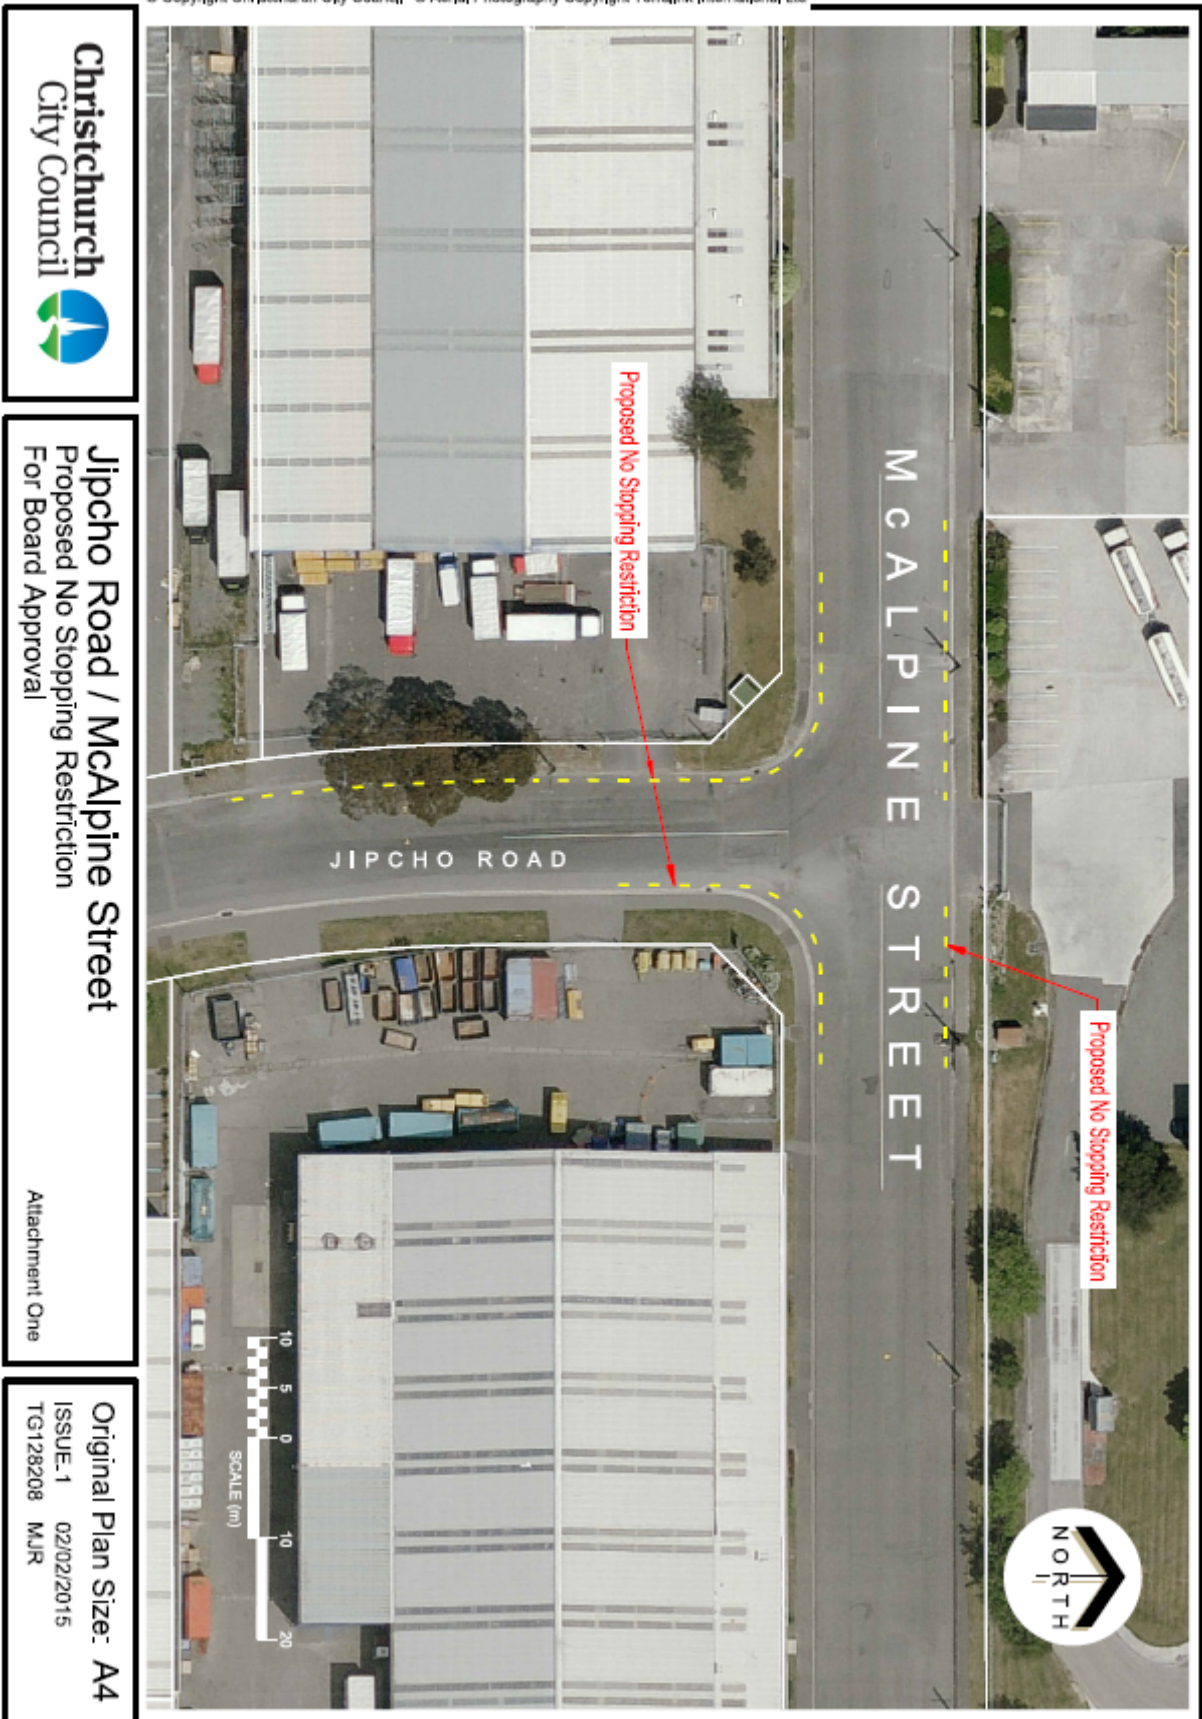 Christchurch
City Council
Jipcho Road / McAlpine Street
Proposed No Stopping Restriction
For Board Approval
Attachment One
Original Plan Size: A4
ISSUE.1 02/02/2015
TG128208 MJR
McALPINE STREET
JIPCHO ROAD
Proposed No Stopping Restriction
Proposed No Stopping Restriction
10 5 0 10 20
SCALE (m)
NORTH